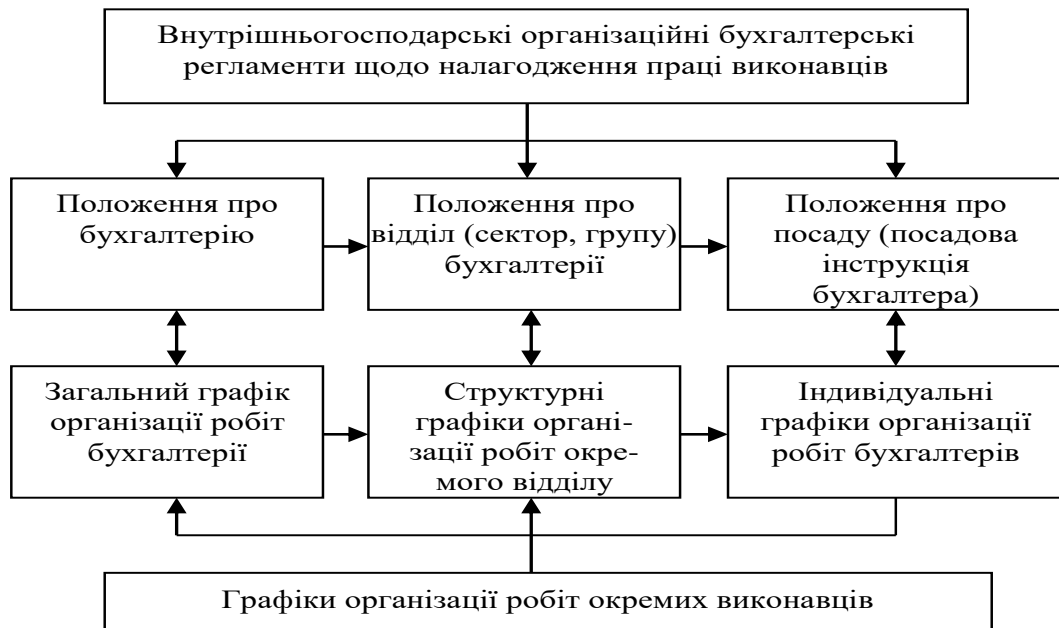 Внутрішньогосподарські організаційні бухгалтерські
регламенти щодо налагодження праці виконавців
Положення про
бухгалтерію
Положення про
відділ (сектор, групу)
бухгалтерії
Положення про
посаду (посадова
інструкція
бухгалтера)
Загальний графік
організації робіт
бухгалтерії
Структурні
графіки органі-
зації робіт окре-
мого відділу
Індивідуальні
графіки організації
робіт бухгалтерів
Графіки організації робіт окремих виконавців